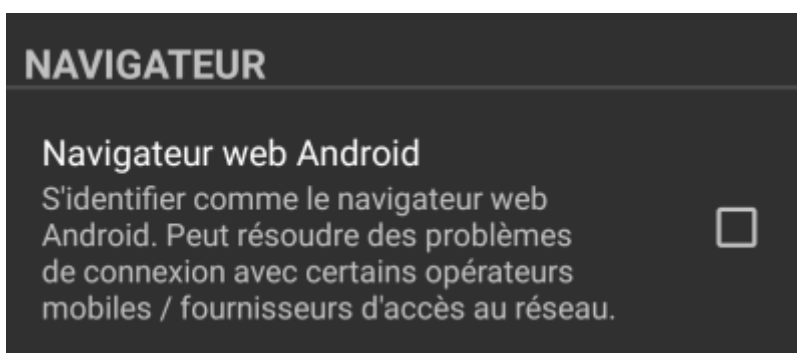 NAVIGATEUR
Navigateur web Android
S'identifier comme le navigateur web
Android. Peut résoudre des problèmes
de connexion avec certains opérateurs
mobiles / fournisseurs d'accès au réseau.